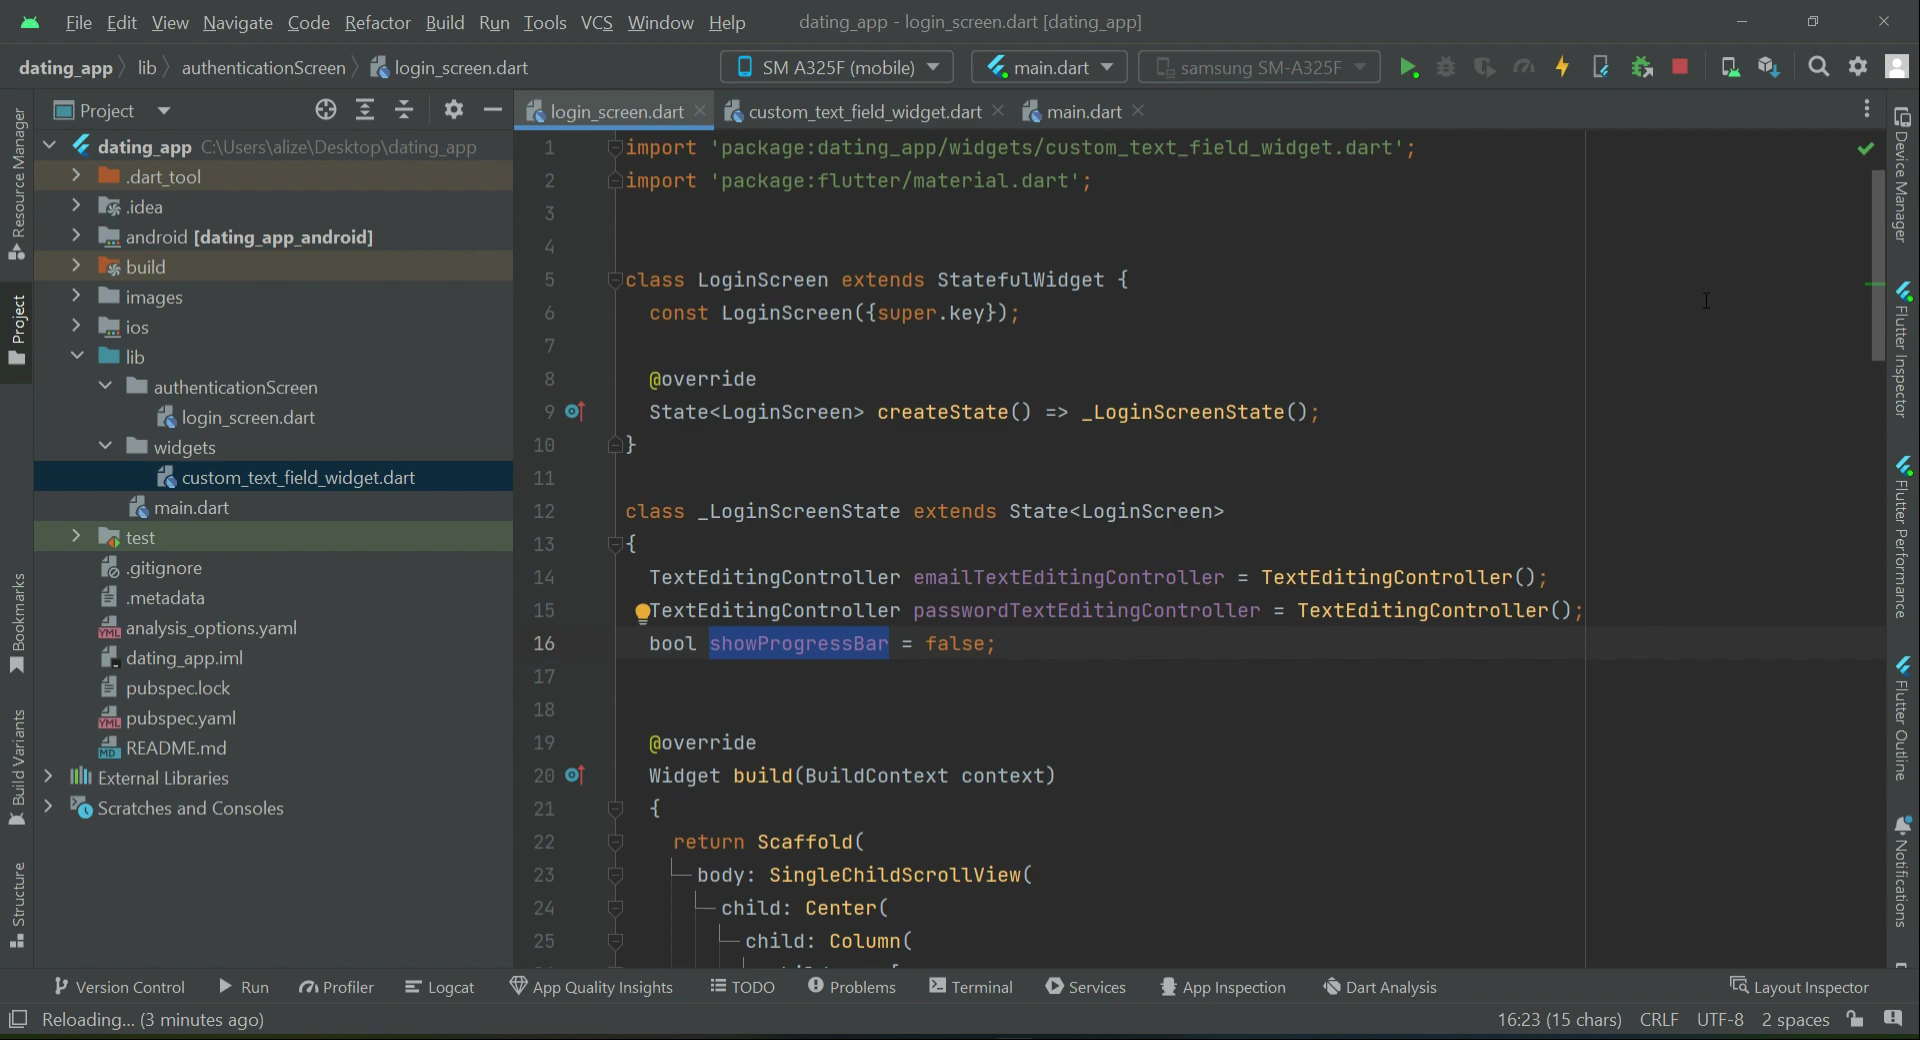 File Edit View Navigate Code Refactor Build Run Tools VCS Window Help dating_app - login_screen.dart [dating_app]
dating_app lib authenticationScreen login_screen.dart SM A325F (mobile) main.dart samsung SM-A325F
Project login_screen.dart custom_text_field_widget.dart main.dart
Resource Manager
Project
Bookmarks
Build Variants
Structure
dating_app C:\Users\alize\Desktop\dating_app
.dart_tool
.idea
android [dating_app_android]
build
images
ios
lib
authenticationScreen
login_screen.dart
widgets
custom_text_field_widget.dart
main.dart
test
.gitignore
.metadata
analysis_options.yaml
dating_app.iml
pubspec.lock
pubspec.yaml
README.md
External Libraries
Scratches and Consoles
1 import 'package:dating_app/widgets/custom_text_field_widget.dart';
2 import 'package:flutter/material.dart';
3
4
5 class LoginScreen extends StatefulWidget {
6 const LoginScreen({super.key});
7
8 @override
9 State<LoginScreen> createState() => _LoginScreenState();
10 }
11
12 class _LoginScreenState extends State<LoginScreen>
13 {
14 TextEditingController emailTextEditingController = TextEditingController();
15 TextEditingController passwordTextEditingController = TextEditingController();
16 bool showProgressBar = false;
17
18
19 @override
20 Widget build(BuildContext context)
21 {
22 return Scaffold(
23 body: SingleChildScrollView(
24 child: Center(
25 child: Column(
Device Manager
Flutter Inspector
Flutter Performance
Flutter Outline
Notifications
Version Control Run Profiler Logcat App Quality Insights TODO Problems Terminal Services App Inspection Dart Analysis Layout Inspector
Reloading... (3 minutes ago) 16:23 (15 chars) CRLF UTF-8 2 spaces